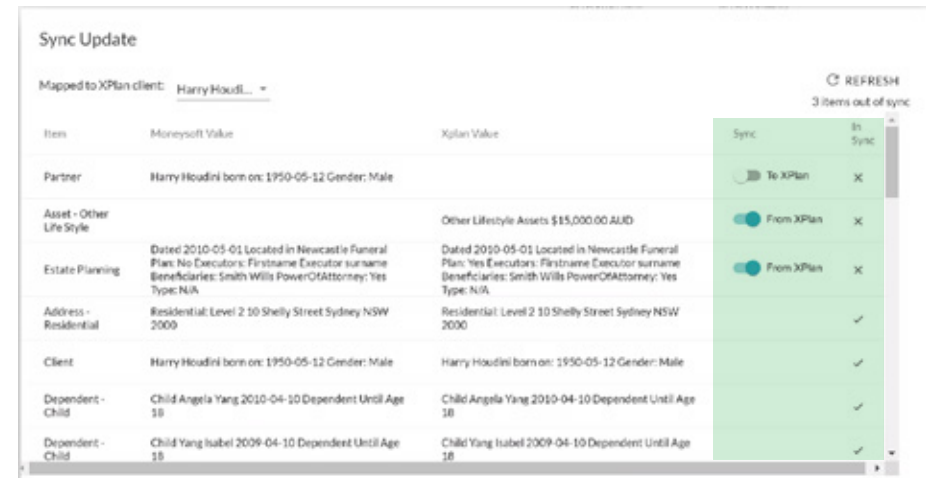 Sync Update
Mapped to XPlan client: Harry Houdi...
REFRESH
3 items out of sync
Item Moneysoft Value Xplan Value Sync In Sync
Partner Harry Houdini born on: 1950-05-12 Gender: Male To XPlan
Asset - Other
Life Style
Other Lifestyle Assets $15,000.00 AUD From XPlan
Estate Planning
Dated 2010-05-01 Located in Newcastle Funeral
Plan: No Executors: Firstname Executor surname
Beneficiaries: Smith Wills PowerOfAttorney: Yes
Type: N/A
Dated 2010-05-01 Located in Newcastle Funeral
Plan: Yes Executors: Firstname Executor surname
Beneficiaries: Smith Wills PowerOfAttorney: Yes
Type: N/A
From XPlan
Address -
Residential
Residential: Level 2 10 Shelly Street Sydney NSW
2000
Residential: Level 2 10 Shelly Street Sydney NSW
2000
Client Harry Houdini born on: 1950-05-12 Gender: Male Harry Houdini born on: 1950-05-12 Gender: Male
Dependent -
Child
Child Angela Yang 2010-04-10 Dependent Until Age
18
Child Angela Yang 2010-04-10 Dependent Until Age
18
Dependent -
Child
Child Yang Isabel 2009-04-10 Dependent Until Age
18
Child Yang Isabel 2009-04-10 Dependent Until Age
18